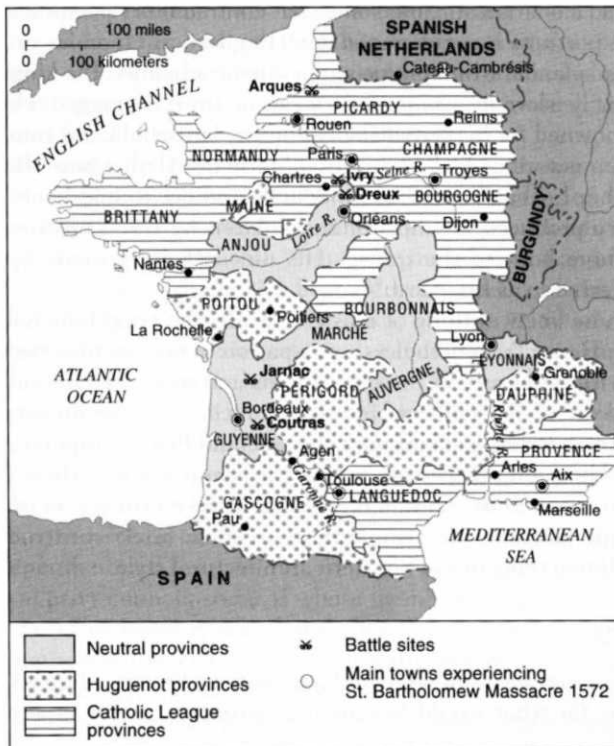 0 100 miles
0 100 kilometers
SPANISH
NETHERLANDS
Cateau-Cambrésis
Arques
ENGLISH CHANNEL
PICARDY
Rouen
Reims
NORMANDY
CHAMPAGNE
Paris
Seine R.
Ivry
Troyes
Chartres
Dreux
BOURGOGNE
BRITTANY
MAINE
Orléans
Dijon
Loire R.
ANJOU
BURGUNDY
Nantes
POITOU
Poitiers
BOURBONNAIS
La Rochelle
MARCHE
Lyon
LYONNAIS
Grenoble
ATLANTIC
OCEAN
Jarnac
AUVERGNE
DAUPHINÉ
PÉRIGORD
Bordeaux
Coutras
Rhône R.
GUYENNE
PROVENCE
Agen
Arles
Aix
Toulouse
Garonne R.
LANGUEDOC
GASCOGNE
Marseille
Pau
MEDITERRANEAN
SEA
SPAIN
Neutral provinces
Battle sites
Huguenot provinces
Main towns experiencing
St. Bartholomew Massacre 1572
Catholic League
provinces